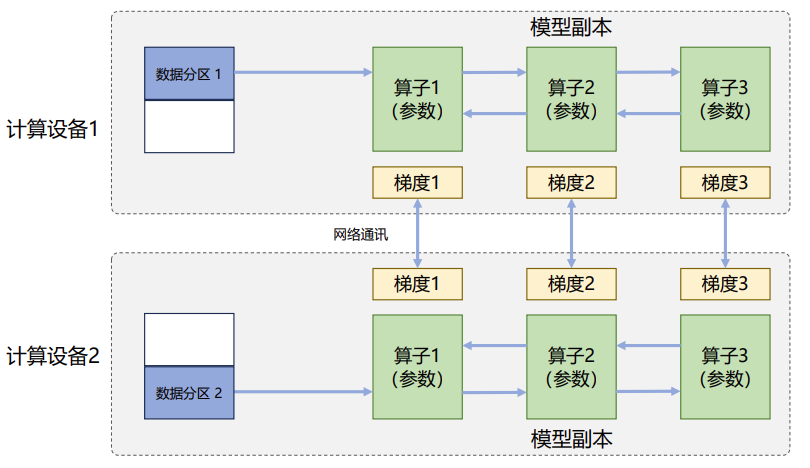 模型副本
数据分区 1
算子1
(参数)
算子2
(参数)
算子3
(参数)
计算设备1
梯度1
梯度2
梯度3
网络通讯
梯度1
梯度2
梯度3
计算设备2
算子1
(参数)
算子2
(参数)
算子3
(参数)
数据分区 2
模型副本